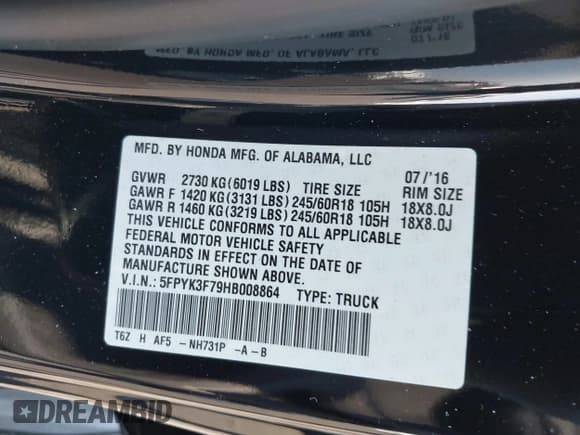 MFD. BY HONDA MFG. OF ALABAMA, LLC
07/'16
GVWR 2730 KG(6019 LBS) TIRE SIZE RIM SIZE
GAWR F 1420 KG(3131 LBS) 245/60R18 105H 18X8.0J
GAWR R 1460 KG(3219 LBS) 245/60R18 105H 18X8.0J
THIS VEHICLE CONFORMS TO ALL APPLICABLE
FEDERAL MOTOR VEHICLE SAFETY
STANDARDS IN EFFECT ON THE DATE OF
MANUFACTURE SHOWN ABOVE.
V.I.N.: 5FPYK3F79HB008864 TYPE: TRUCK
T6Z H AF5 -NH731P -A-B
DREAMBID